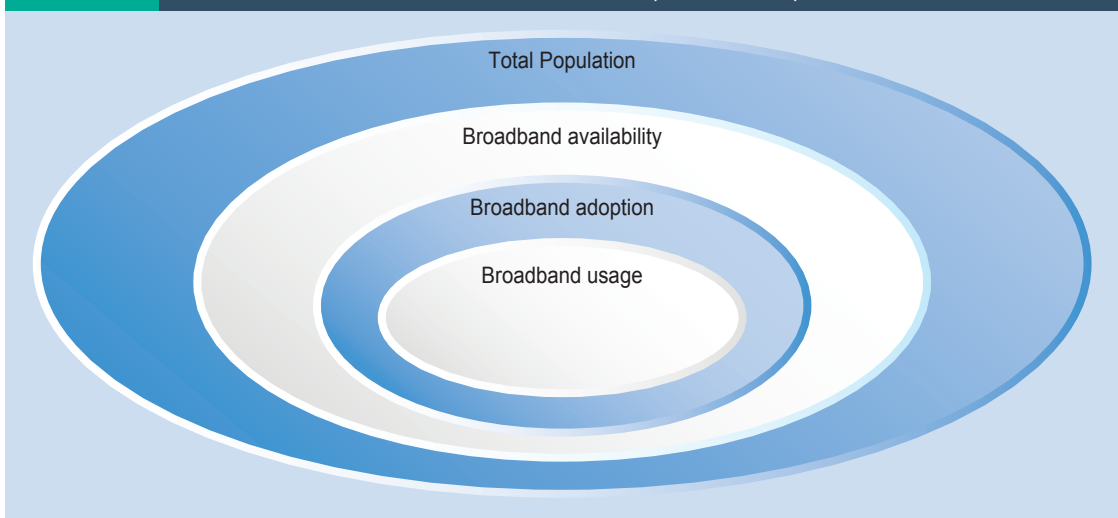 Total Population
Broadband availability
Broadband adoption
Broadband usage